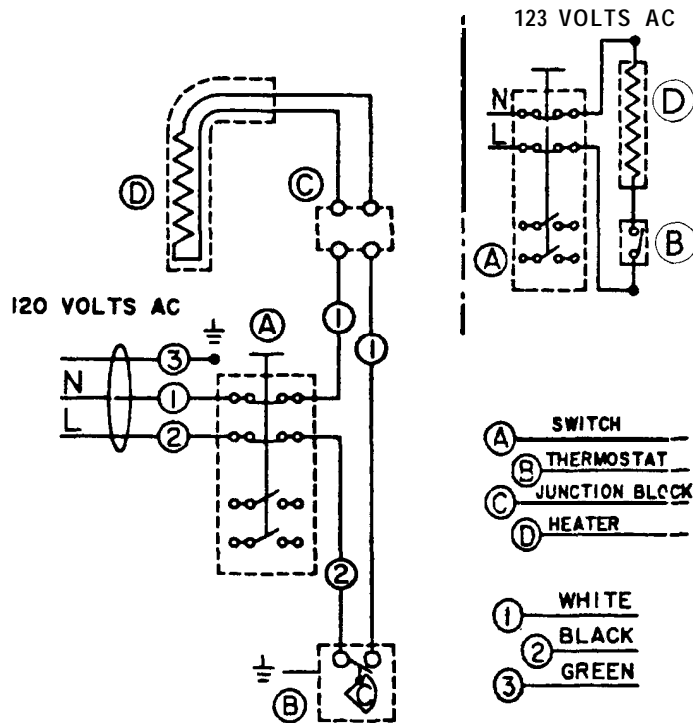 123 VOLTS AC
N
L
D
B
A
D
C
120 VOLTS AC
A
1
1
3
N
1
L
2
2
B
C
A SWITCH
B THERMOSTAT
C JUNCTION BLOCK
D HEATER
1 WHITE
2 BLACK
3 GREEN